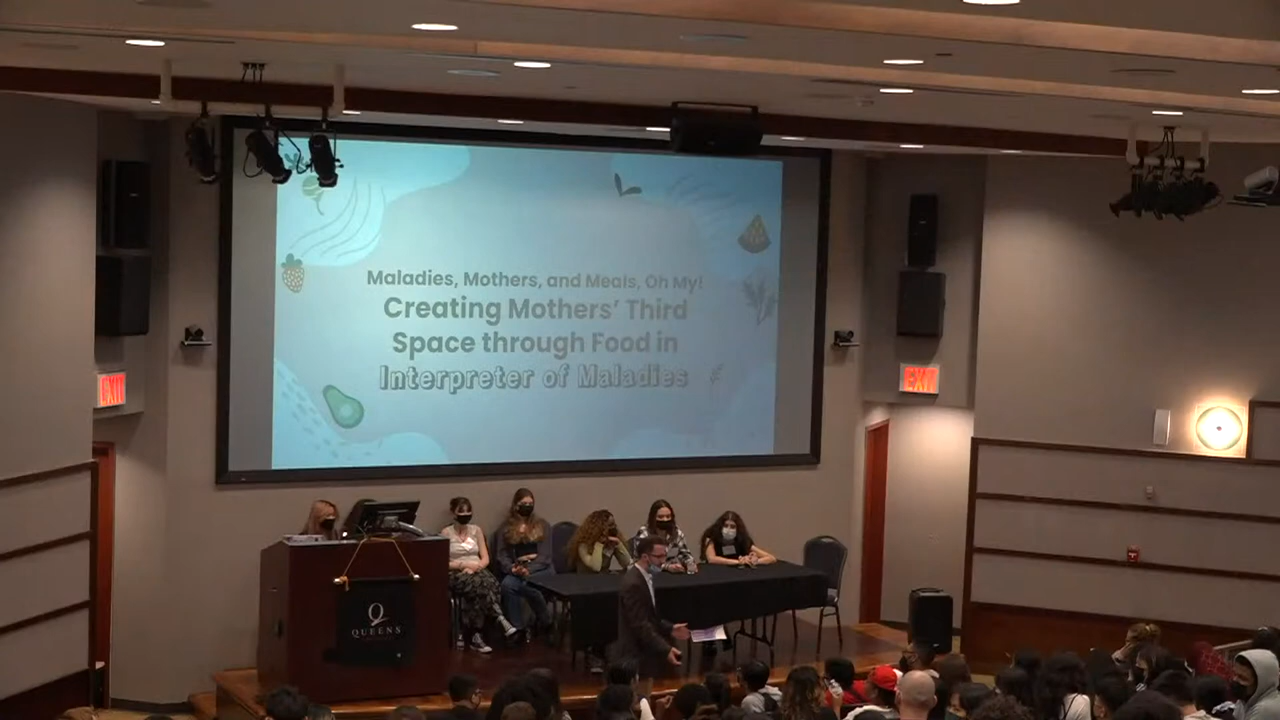 Maladies, Mothers, and Meals, Oh My!
Creating Mothers' Third
Space through Food in
Interpreter of Maladies
EXIT
EXIT
Q
QUEENS